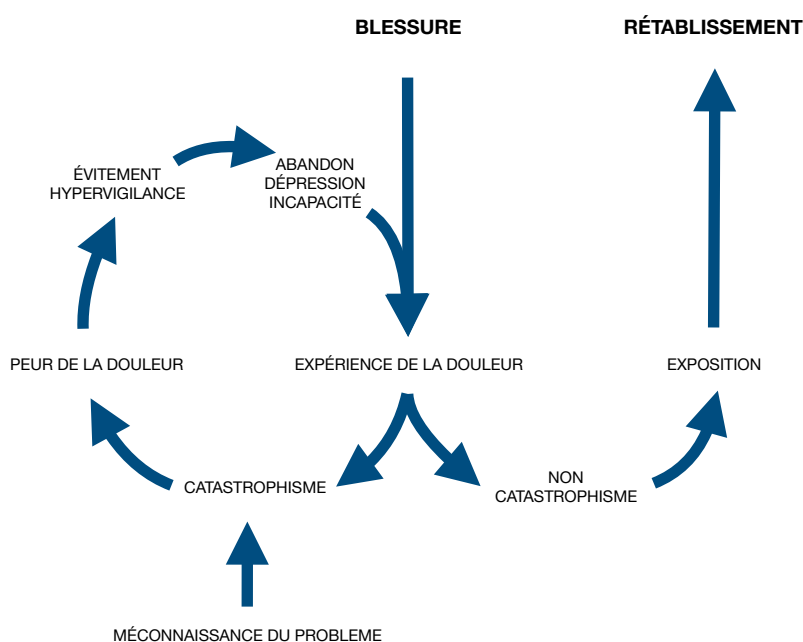 BLESSURE
RÉTABLISSEMENT
ÉVITEMENT
HYPERVIGILANCE
ABANDON
DÉPRESSION
INCAPACITÉ
PEUR DE LA DOULEUR
EXPÉRIENCE DE LA DOULEUR
EXPOSITION
CATASTROPHISME
NON
CATASTROPHISME
MÉCONNAISSANCE DU PROBLEME